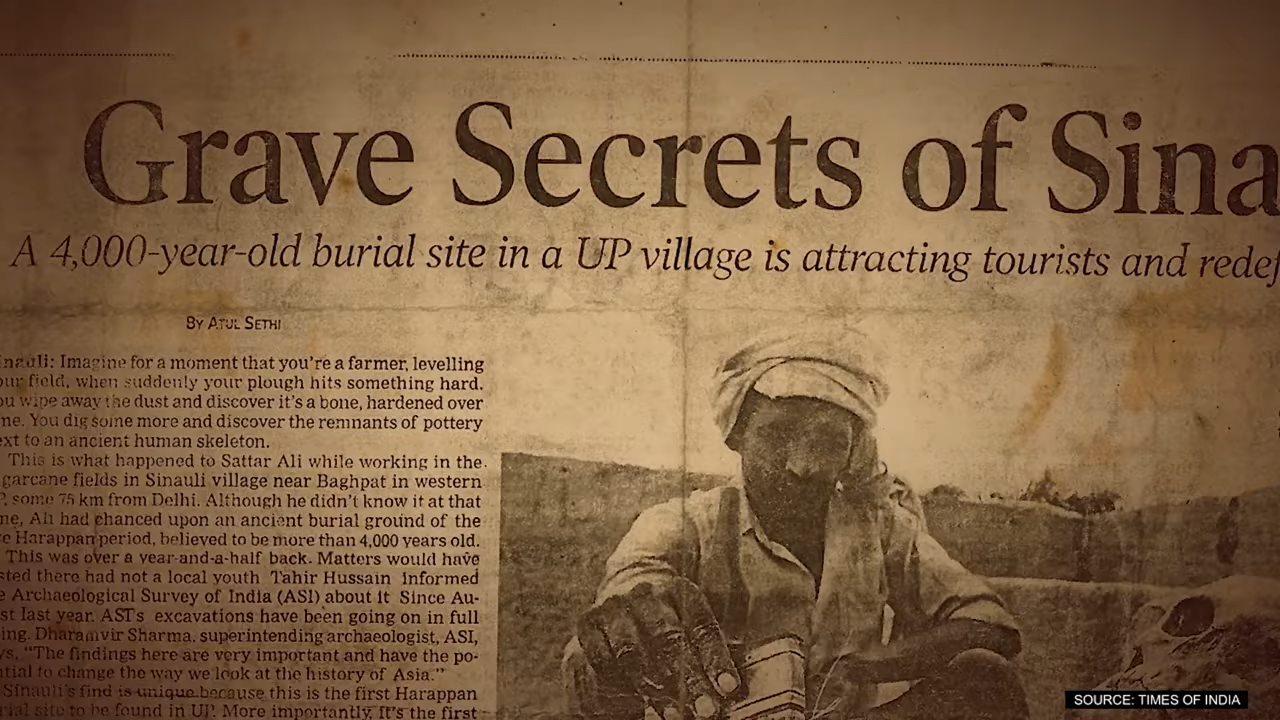 Grave Secrets of Sina
A 4,000-year-old burial site in a UP village is attracting tourists and redef
BY ATUL SETHI
inauli: Imagine for a moment that you're a farmer, levelling
our field, when suddenly your plough hits something hard.
ou wipe away the dust and discover it's a bone, hardened over
me. You dig some more and discover the remnants of pottery
ext to an ancient human skeleton.
This is what happened to Sattar Ali while working in the
garcane fields in Sinauli village near Baghpat in western
P, some 75 km from Delhi. Although he didn't know it at that
me, Ali had chanced upon an ancient burial ground of the
e Harappan period, believed to be more than 4,000 years old.
This was over a year-and-a-half back. Matters would have
sted there had not a local youth Tahir Hussain informed
e Archaeological Survey of India (ASI) about it Since Au-
st last year. ASI's excavations have been going on in full
ing. Dharamvir Sharma, superintending archaeologist, ASI,
ys, "The findings here are very important and have the po-
ntial to change the way we look at the history of Asia."
Sinauli's find is unique because this is the first Harappan
rial site to be found in UP. More importantly, It's the first
SOURCE: TIMES OF INDIA